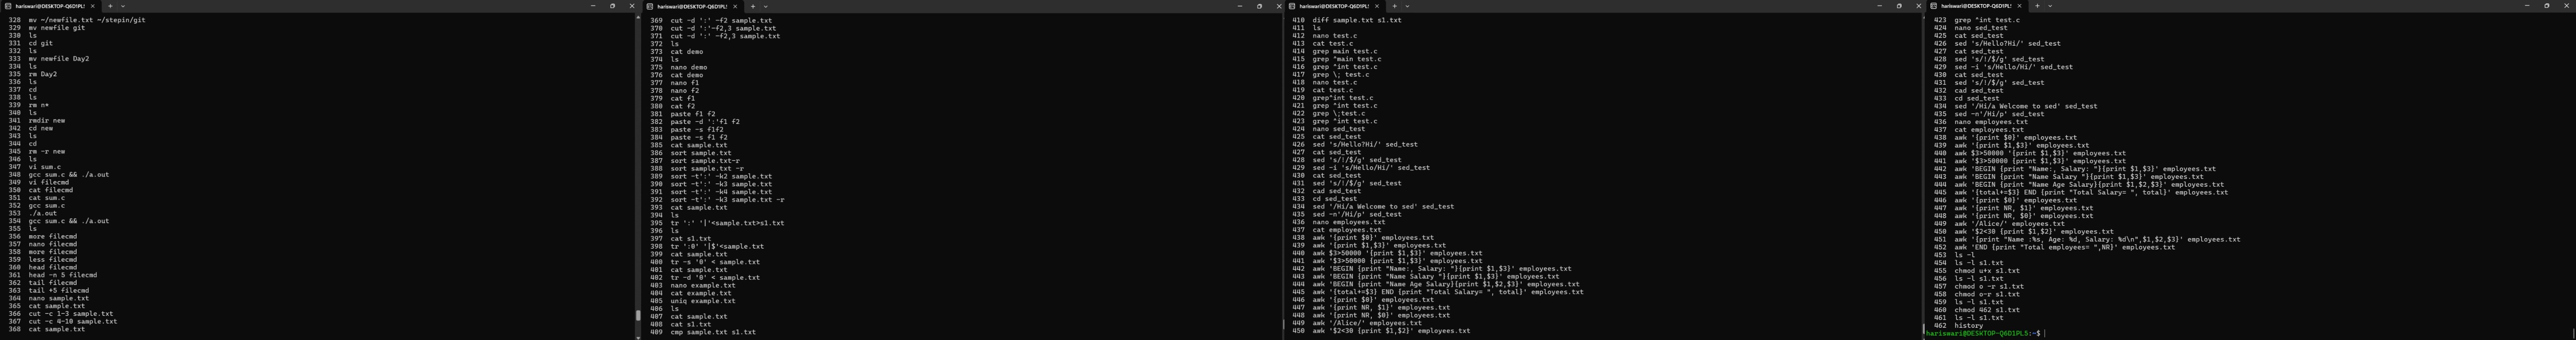 hariswari@DESKTOP-Q6D1PL5
328 mv ~/newfile.txt ~/stepin/git
329 mv newfile git
330 ls
331 cd git
332 ls
333 mv newfile Day2
334 ls
335 rm Day2
336 ls
337 cd
338 ls
339 rm n*
340 ls
341 rmdir new
342 cd new
343 ls
344 cd
345 rm -r new
346 ls
347 vi sum.c
348 gcc sum.c && ./a.out
349 vi filecmd
350 cat filecmd
351 cat sum.c
352 gcc sum.c
353 ./a.out
354 gcc sum.c && ./a.out
355 ls
356 more filecmd
357 nano filecmd
358 more filecmd
359 less filecmd
360 head filecmd
361 head -n 5 filecmd
362 tail filecmd
363 tail +5 filecmd
364 nano sample.txt
365 cat sample.txt
366 cut -c 1-3 sample.txt
367 cut -c 4-10 sample.txt
368 cat sample.txt
hariswari@DESKTOP-Q6D1PL5
369 cut -d ':' -f2 sample.txt
370 cut -d ':'-f2,3 sample.txt
371 cut -d ':' -f2,3 sample.txt
372 ls
373 cat demo
374 ls
375 nano demo
376 cat demo
377 nano f1
378 nano f2
379 cat f1
380 cat f2
381 paste f1 f2
382 paste -d ':'f1 f2
383 paste -s f1f2
384 paste -s f1 f2
385 cat sample.txt
386 sort sample.txt
387 sort sample.txt-r
388 sort sample.txt -r
389 sort -t':' -k2 sample.txt
390 sort -t':' -k3 sample.txt
391 sort -t':' -k4 sample.txt
392 sort -t':' -k3 sample.txt -r
393 cat sample.txt
394 ls
395 tr ':' '|'<sample.txt>s1.txt
396 ls
397 cat s1.txt
398 tr ':0' '|$'<sample.txt
399 cat sample.txt
400 tr -s '0' < sample.txt
401 cat sample.txt
402 tr -d '0' < sample.txt
403 nano example.txt
404 cat example.txt
405 uniq example.txt
406 ls
407 cat sample.txt
408 cat s1.txt
409 cmp sample.txt s1.txt
hariswari@DESKTOP-Q6D1PL5
410 diff sample.txt s1.txt
411 ls
412 nano test.c
413 cat test.c
414 grep main test.c
415 grep ^main test.c
416 grep ^int test.c
417 grep \; test.c
418 nano test.c
419 cat test.c
420 grep^int test.c
421 grep ^int test.c
422 grep \;test.c
423 grep ^int test.c
424 nano sed_test
425 cat sed_test
426 sed 's/Hello?Hi/' sed_test
427 cat sed_test
428 sed 's/!/$/g' sed_test
429 sed -i 's/Hello/Hi/' sed_test
430 cat sed_test
431 sed 's/!/$/g' sed_test
432 cad sed_test
433 cd sed_test
434 sed '/Hi/a Welcome to sed' sed_test
435 sed -n'/Hi/p' sed_test
436 nano employees.txt
437 cat employees.txt
438 awk '{print $0}' employees.txt
439 awk '{print $1,$3}' employees.txt
440 awk $3>50000 '{print $1,$3}' employees.txt
441 awk '$3>50000 {print $1,$3}' employees.txt
442 awk 'BEGIN {print "Name:, Salary: "}{print $1,$3}' employees.txt
443 awk 'BEGIN {print "Name Salary "}{print $1,$3}' employees.txt
444 awk 'BEGIN {print "Name Age Salary}{print $1,$2,$3}' employees.txt
445 awk '{total+=$3} END {print "Total Salary= ", total}' employees.txt
446 awk '{print $0}' employees.txt
447 awk '{print NR, $1}' employees.txt
448 awk '{print NR, $0}' employees.txt
449 awk '/Alice/' employees.txt
450 awk '$2<30 {print $1,$2}' employees.txt
hariswari@DESKTOP-Q6D1PL5
423 grep ^int test.c
424 nano sed_test
425 cat sed_test
426 sed 's/Hello?Hi/' sed_test
427 cat sed_test
428 sed 's/!/$/g' sed_test
429 sed -i 's/Hello/Hi/' sed_test
430 cat sed_test
431 sed 's/!/$/g' sed_test
432 cad sed_test
433 cd sed_test
434 sed '/Hi/a Welcome to sed' sed_test
435 sed -n'/Hi/p' sed_test
436 nano employees.txt
437 cat employees.txt
438 awk '{print $0}' employees.txt
439 awk '{print $1,$3}' employees.txt
440 awk $3>50000 '{print $1,$3}' employees.txt
441 awk '$3>50000 {print $1,$3}' employees.txt
442 awk 'BEGIN {print "Name:, Salary: "}{print $1,$3}' employees.txt
443 awk 'BEGIN {print "Name Salary "}{print $1,$3}' employees.txt
444 awk 'BEGIN {print "Name Age Salary}{print $1,$2,$3}' employees.txt
445 awk '{total+=$3} END {print "Total Salary= ", total}' employees.txt
446 awk '{print $0}' employees.txt
447 awk '{print NR, $1}' employees.txt
448 awk '{print NR, $0}' employees.txt
449 awk '/Alice/' employees.txt
450 awk '$2<30 {print $1,$2}' employees.txt
451 awk '{print "Name :%s, Age: %d, Salary: %d\n",$1,$2,$3}' employees.txt
452 awk 'END {print "Total employees= ",NR}' employees.txt
453 ls -l
454 ls -l s1.txt
455 chmod u+x s1.txt
456 ls -l s1.txt
457 chmod o -r s1.txt
458 chmod o-r s1.txt
459 ls -l s1.txt
460 chmod 462 s1.txt
461 ls -l s1.txt
462 history
hariswari@DESKTOP-Q6D1PL5:~$